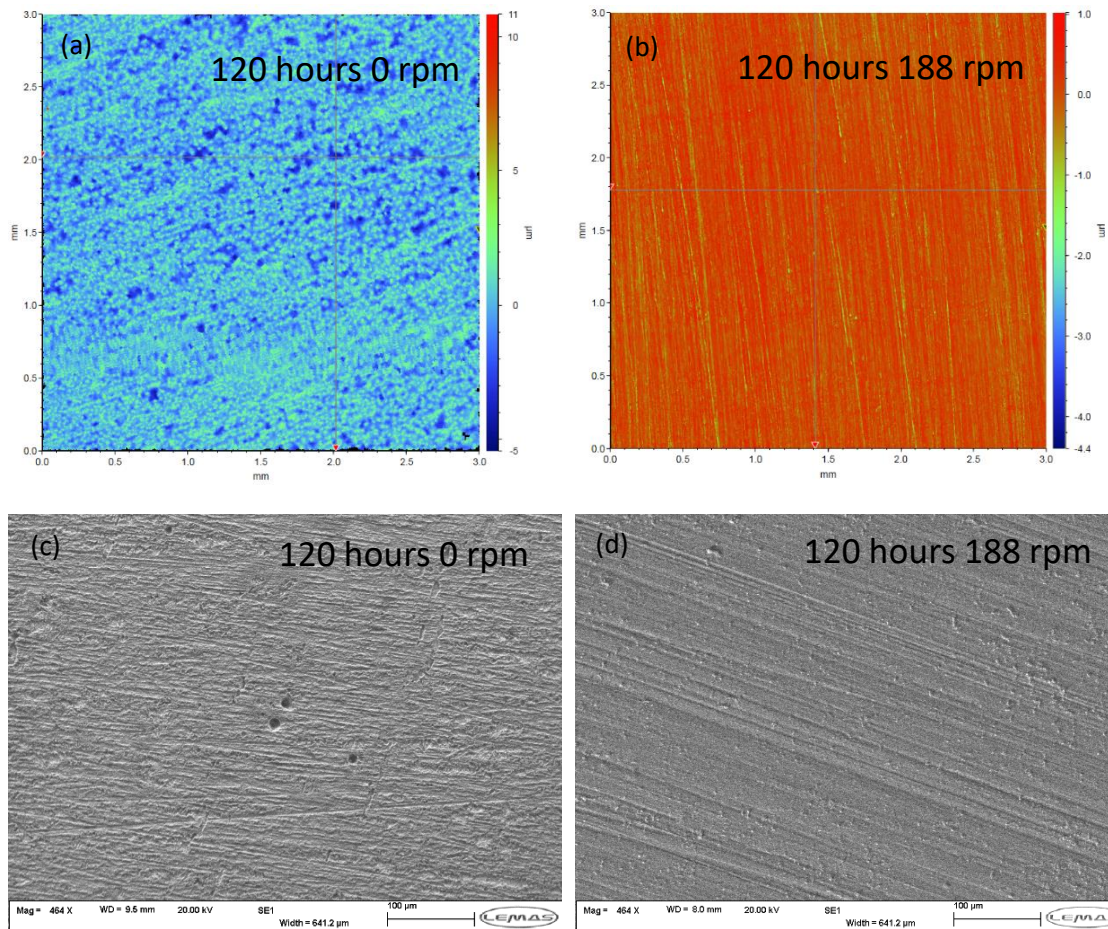 (a)
120 hours 0 rpm
3.0
2.5
2.0
1.5
1.0
0.5
0.0
mm
0.0 0.5 1.0 1.5 2.0 2.5 3.0
mm
11
10
5
0
-5
µm
(b)
120 hours 188 rpm
3.0
2.5
2.0
1.5
1.0
0.5
0.0
mm
0.0 0.5 1.0 1.5 2.0 2.5 3.0
mm
1.0
0.0
-1.0
-2.0
-3.0
-4.0
-4.4
µm
(c)
120 hours 0 rpm
Mag = 464 X WD = 9.5 mm 20.00 kV SE1 100 µm
Width = 641.2 µm
LEMAS
(d)
120 hours 188 rpm
Mag = 464 X WD = 8.0 mm 20.00 kV SE1 100 µm
Width = 641.2 µm
LEMAS